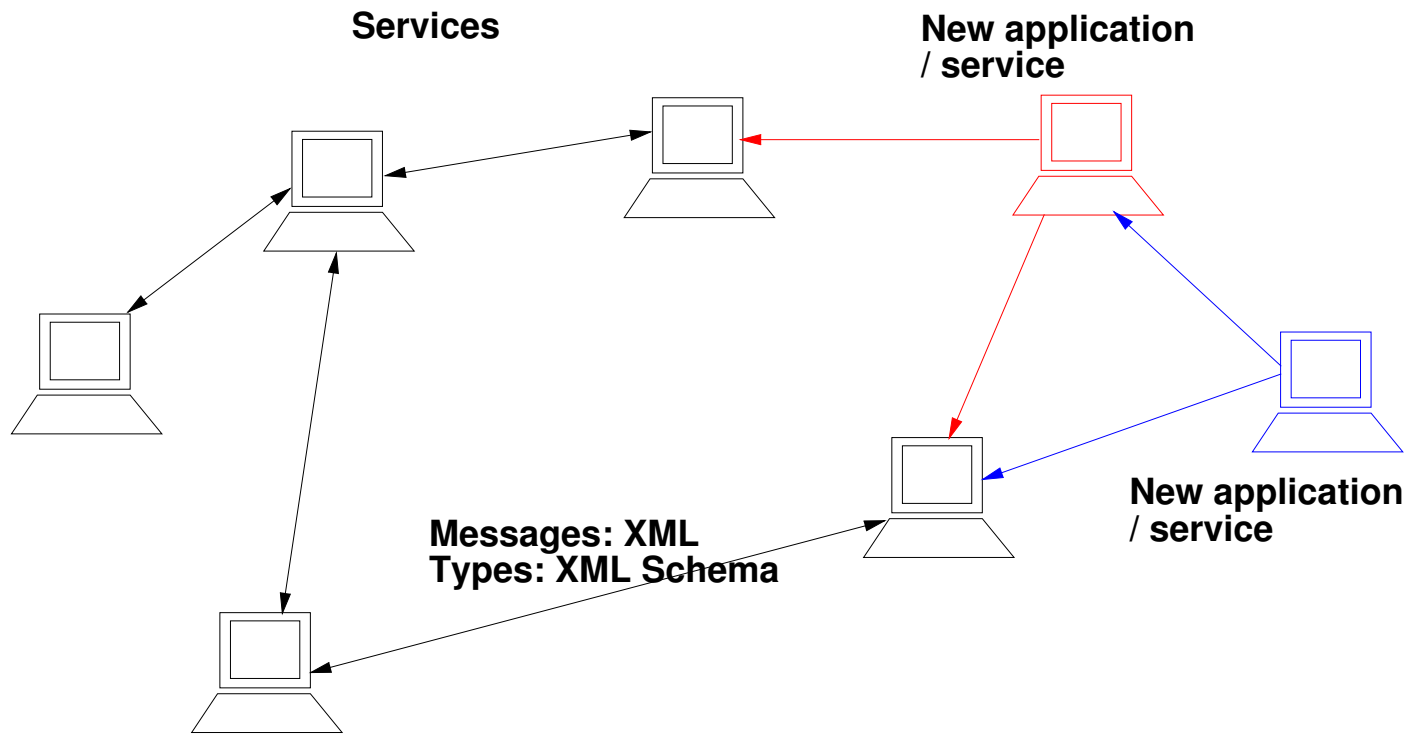 Services
New application
/ service
Messages: XML
Types: XML Schema
New application
/ service